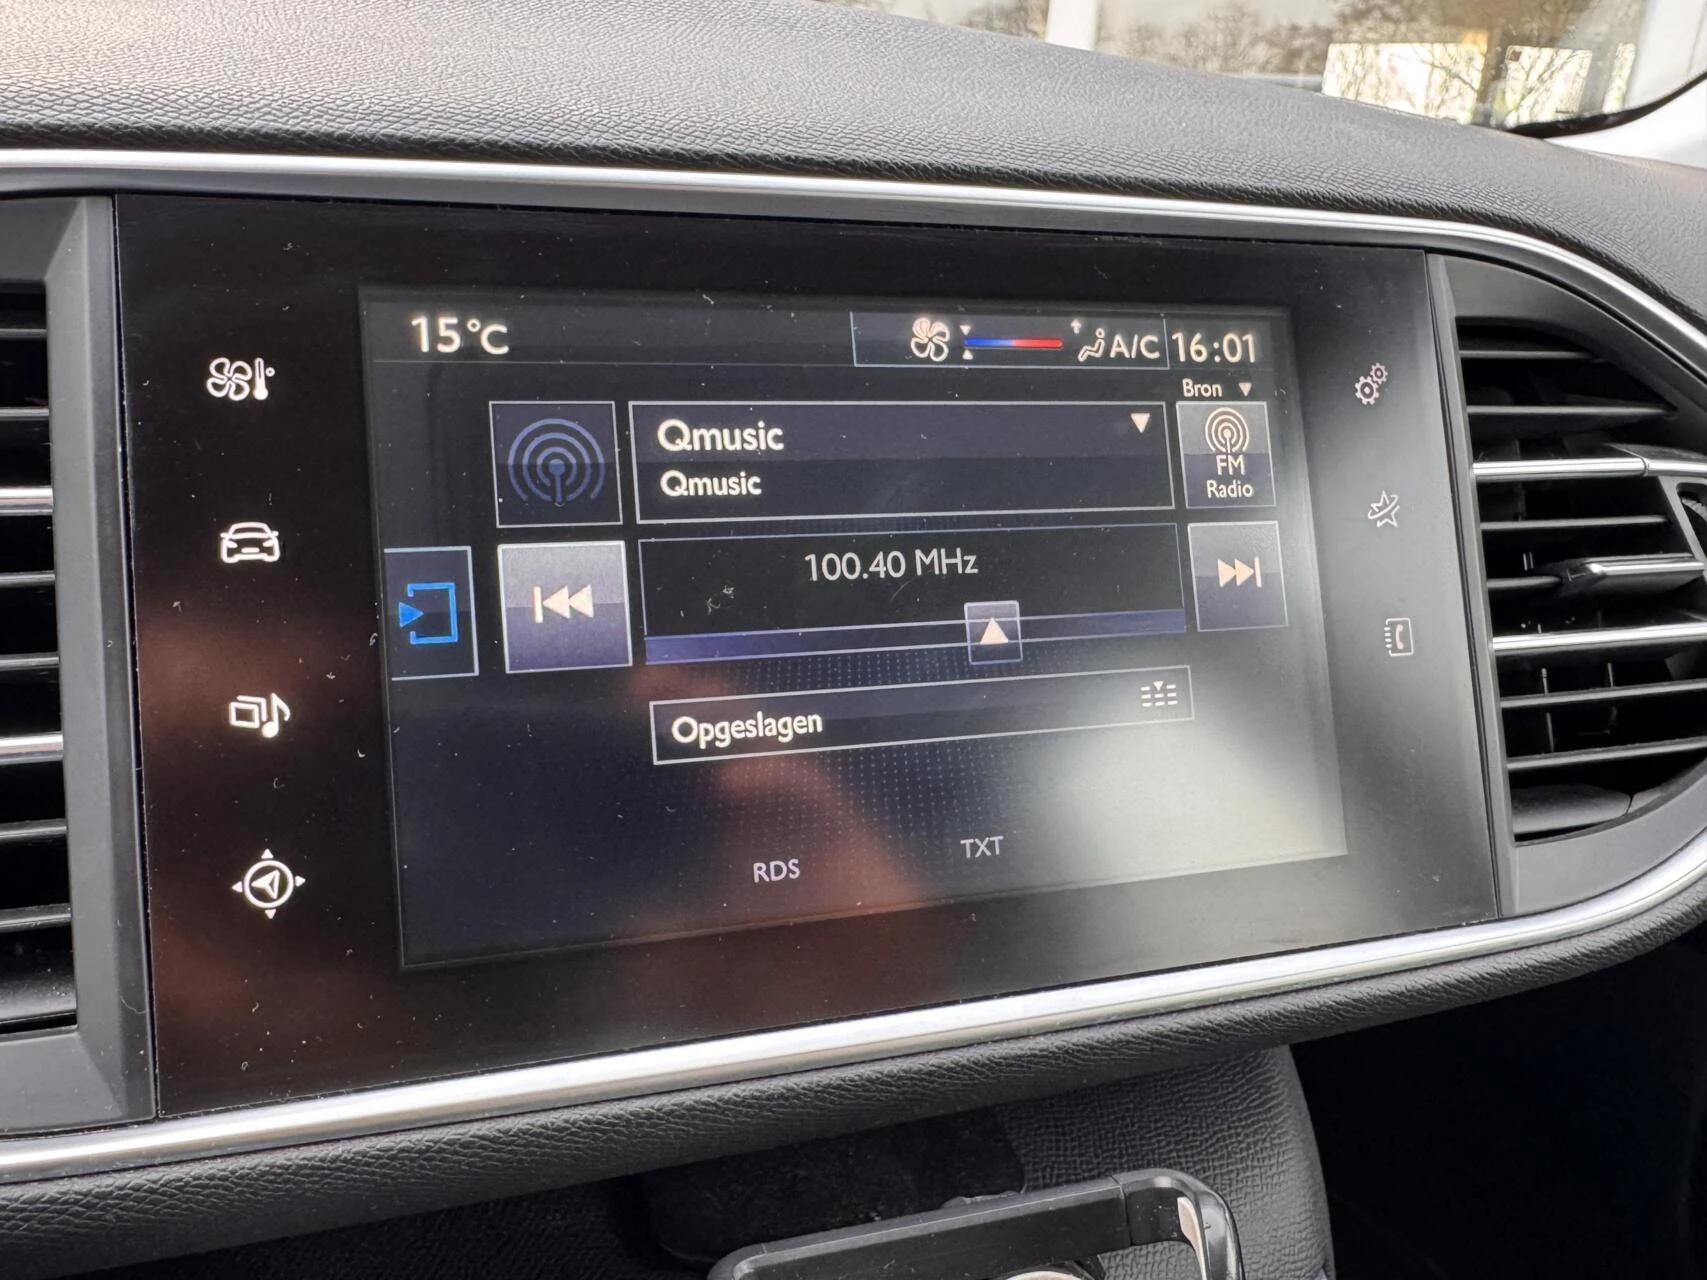 15°C
A/C
16:01
Bron
Qmusic
Qmusic
FM
Radio
100.40 MHz
Opgeslagen
RDS
TXT